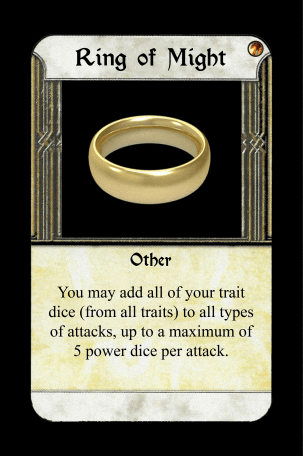 Ring of Might
Other
You may add all of your trait
dice (from all traits) to all types
of attacks, up to a maximum of
5 power dice per attack.